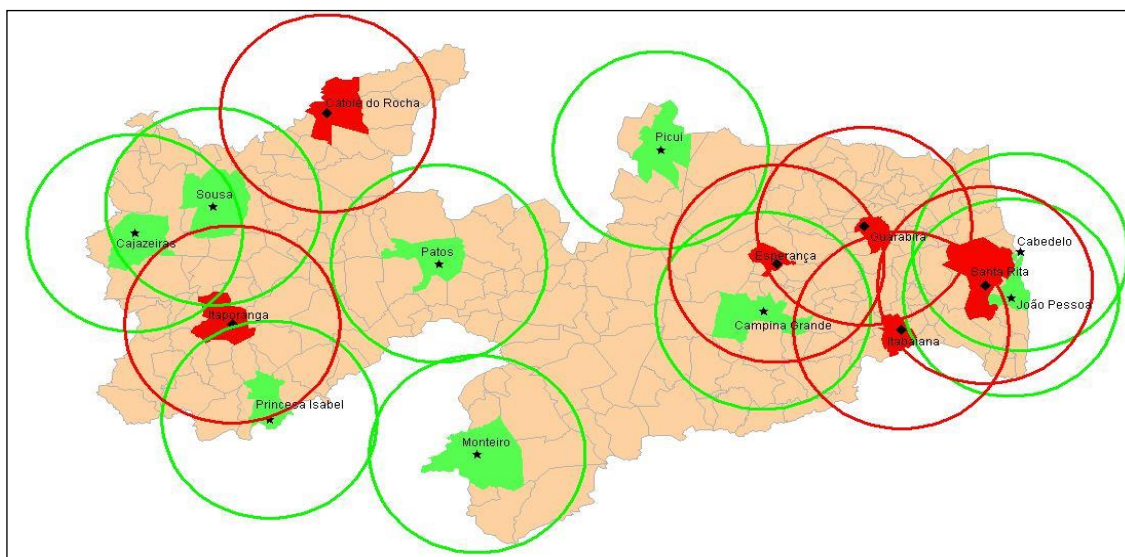 Catolé do Rocha
Picuí
Sousa
Cajazeiras
Patos
Guarabira
Cabedelo
Esperança
Santa Rita
João Pessoa
Itaporanga
Campina Grande
Itabaiana
Princesa Isabel
Monteiro